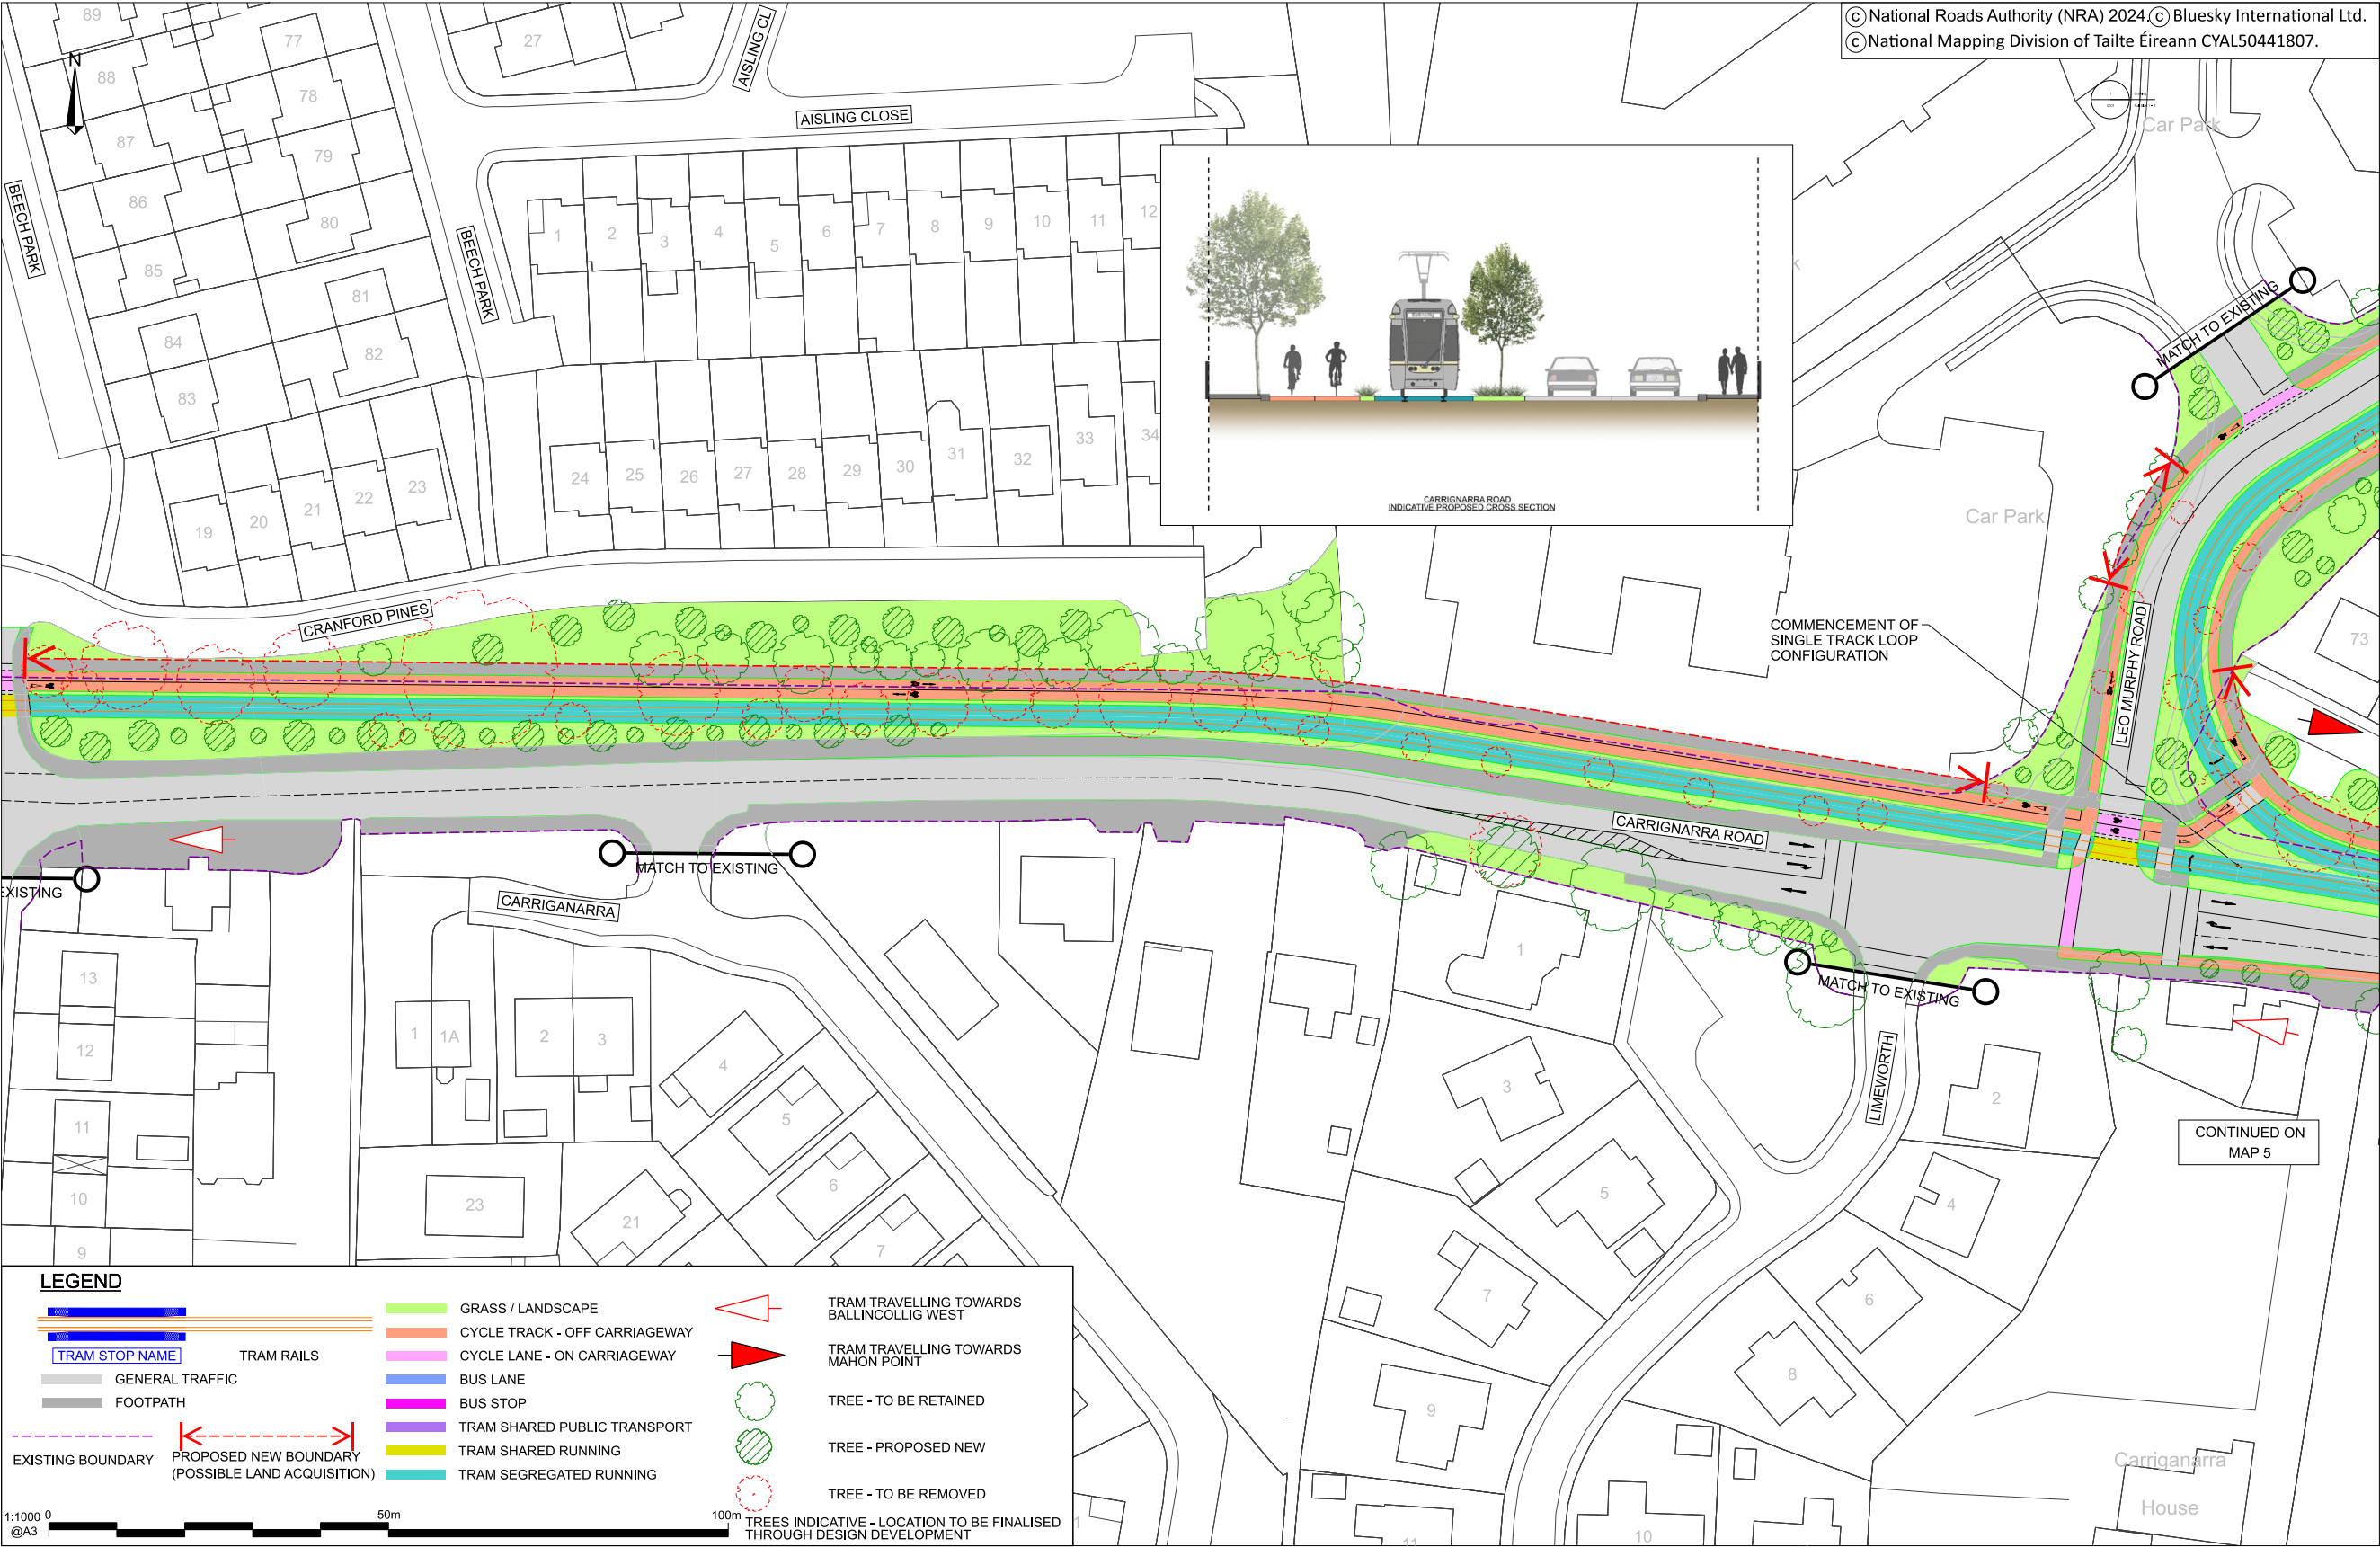 © National Roads Authority (NRA) 2024. © Bluesky International Ltd.
© National Mapping Division of Tailte Éireann CYAL50441807.
N
89
88
87
86
85
84
83
77
78
79
80
81
82
27
BEECH PARK
BEECH PARK
AISLING CL
AISLING CLOSE
1
2
3
4
5
6
7
8
9
10
11
12
24
25
26
27
28
29
30
31
32
33
34
19
20
21
22
23
CARRIGNARRA ROAD
INDICATIVE PROPOSED CROSS SECTION
Car Park
MATCH TO EXISTING
Car Park
COMMENCEMENT OF
SINGLE TRACK LOOP
CONFIGURATION
LEO MURPHY ROAD
73
CRANFORD PINES
CARRIGNARRA ROAD
EXISTING
MATCH TO EXISTING
CARRIGANARRA
MATCH TO EXISTING
LIMEWORTH
13
12
11
10
9
1
1A
2
3
4
5
6
7
23
21
1
3
5
7
9
11
2
4
6
8
10
1
CONTINUED ON
MAP 5
Carriganarra
House
LEGEND
TRAM STOP NAME
TRAM RAILS
GENERAL TRAFFIC
FOOTPATH
EXISTING BOUNDARY
PROPOSED NEW BOUNDARY
(POSSIBLE LAND ACQUISITION)
GRASS / LANDSCAPE
CYCLE TRACK - OFF CARRIAGEWAY
CYCLE LANE - ON CARRIAGEWAY
BUS LANE
BUS STOP
TRAM SHARED PUBLIC TRANSPORT
TRAM SHARED RUNNING
TRAM SEGREGATED RUNNING
TRAM TRAVELLING TOWARDS
BALLINCOLLIG WEST
TRAM TRAVELLING TOWARDS
MAHON POINT
TREE - TO BE RETAINED
TREE - PROPOSED NEW
TREE - TO BE REMOVED
TREES INDICATIVE - LOCATION TO BE FINALISED
THROUGH DESIGN DEVELOPMENT
1:1000
@A3
0
50m
100m